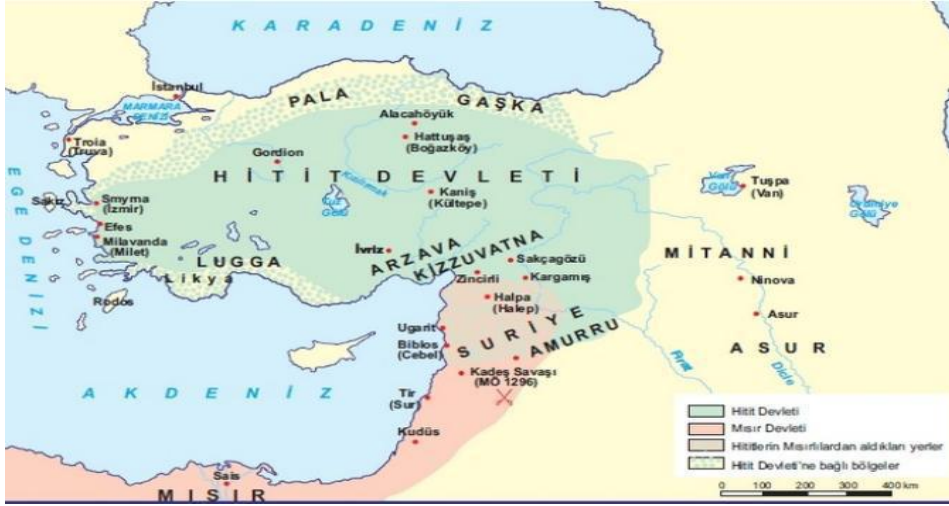 KARADENİZ
İstanbul
MARMARA
DENİZİ
PALA
GAŞKA
Alacahöyük
Hattuşaş
(Boğazköy)
Troia
(Truva)
Gordion
HİTİT DEVLETİ
Kızılırmak
Tuz
Gölü
Kaniş
(Kültepe)
Van
Gölü
Tuşpa
(Van)
Urmiye
Gölü
EGE DENİZİ
Sakız
Smyrna
(İzmir)
Efes
Milavanda
(Milet)
LUGGA
Likya
Rodos
İvriz
ARZAVA
KİZZUVATNA
Sakçagözü
Zincirli
Kargamış
MİTANNİ
Ninova
Asur
ASUR
Halpa
(Halep)
Ugarit
Biblos
(Cebel)
SURİYE
AMURRU
Kadeş Savaşı
(MÖ 1296)
Fırat
Dicle
AKDENİZ
Tir
(Sur)
Kudüs
Sais
MISIR
Hitit Devleti
Mısır Devleti
Hititlerin Mısırlılardan aldıkları yerler
Hitit Devleti'ne bağlı bölgeler
0 100 200 300 400 km